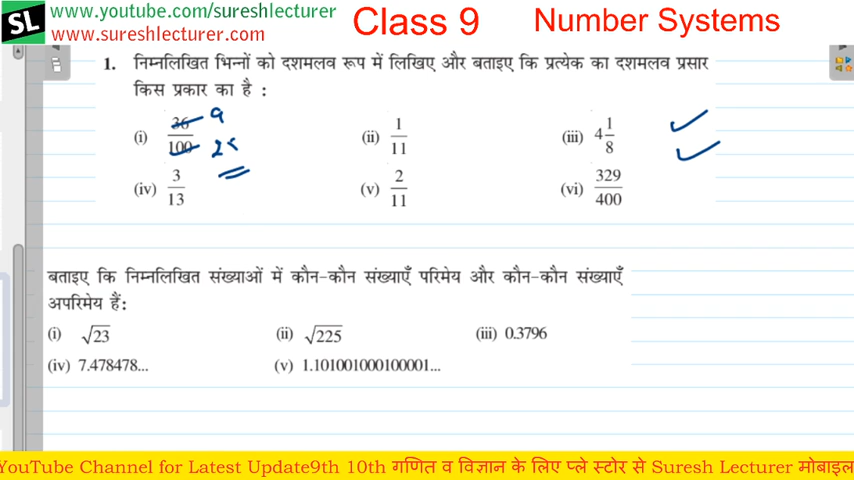 SL www.youtube.com/sureshlecturer
www.sureshlecturer.com
Class 9 Number Systems
1. निम्नलिखित भिन्नों को दशमलव रूप में लिखिए और बताइए कि प्रत्येक का दशमलव प्रसार
किस प्रकार का है :
(i) 36/100 9 25 (ii) 1/11 (iii) 4 1/8
(iv) 3/13 (v) 2/11 (vi) 329/400
बताइए कि निम्नलिखित संख्याओं में कौन-कौन संख्याएँ परिमेय और कौन-कौन संख्याएँ
अपरिमेय हैं:
(i) √23 (ii) √225 (iii) 0.3796
(iv) 7.478478... (v) 1.101001000100001...
YouTube Channel for Latest Update9th 10th गणित व विज्ञान के लिए प्ले स्टोर से Suresh Lecturer मोबाइल